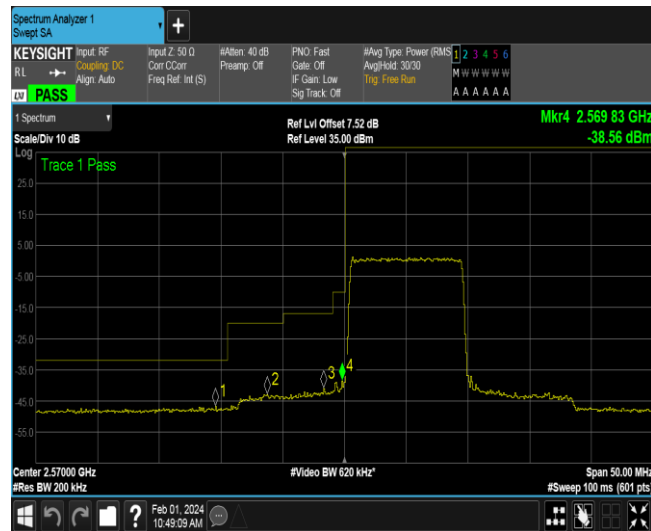 Spectrum Analyzer 1
Swept SA
+
KEYSIGHT
RL
LXI PASS
Input: RF
Coupling: DC
Align: Auto
Input Z: 50 Ω
Corr CCorr
Freq Ref: Int (S)
#Atten: 40 dB
Preamp: Off
PNO: Fast
Gate: Off
IF Gain: Low
Sig Track: Off
#Avg Type: Power (RMS
Avg|Hold: 30/30
Trig: Free Run
1 2 3 4 5 6
M W W W W W
A A A A A A
1 Spectrum
Scale/Div 10 dB
Ref Lvl Offset 7.52 dB
Ref Level 35.00 dBm
Mkr4 2.569 83 GHz
-38.56 dBm
Log
Trace 1 Pass
25.0
15.0
5.00
-5.00
-15.0
-25.0
-35.0
-45.0
-55.0
1
2
3
4
Center 2.57000 GHz
#Res BW 200 kHz
#Video BW 620 kHz*
Span 50.00 MHz
#Sweep 100 ms (601 pts)
?
Feb 01, 2024
10:49:09 AM